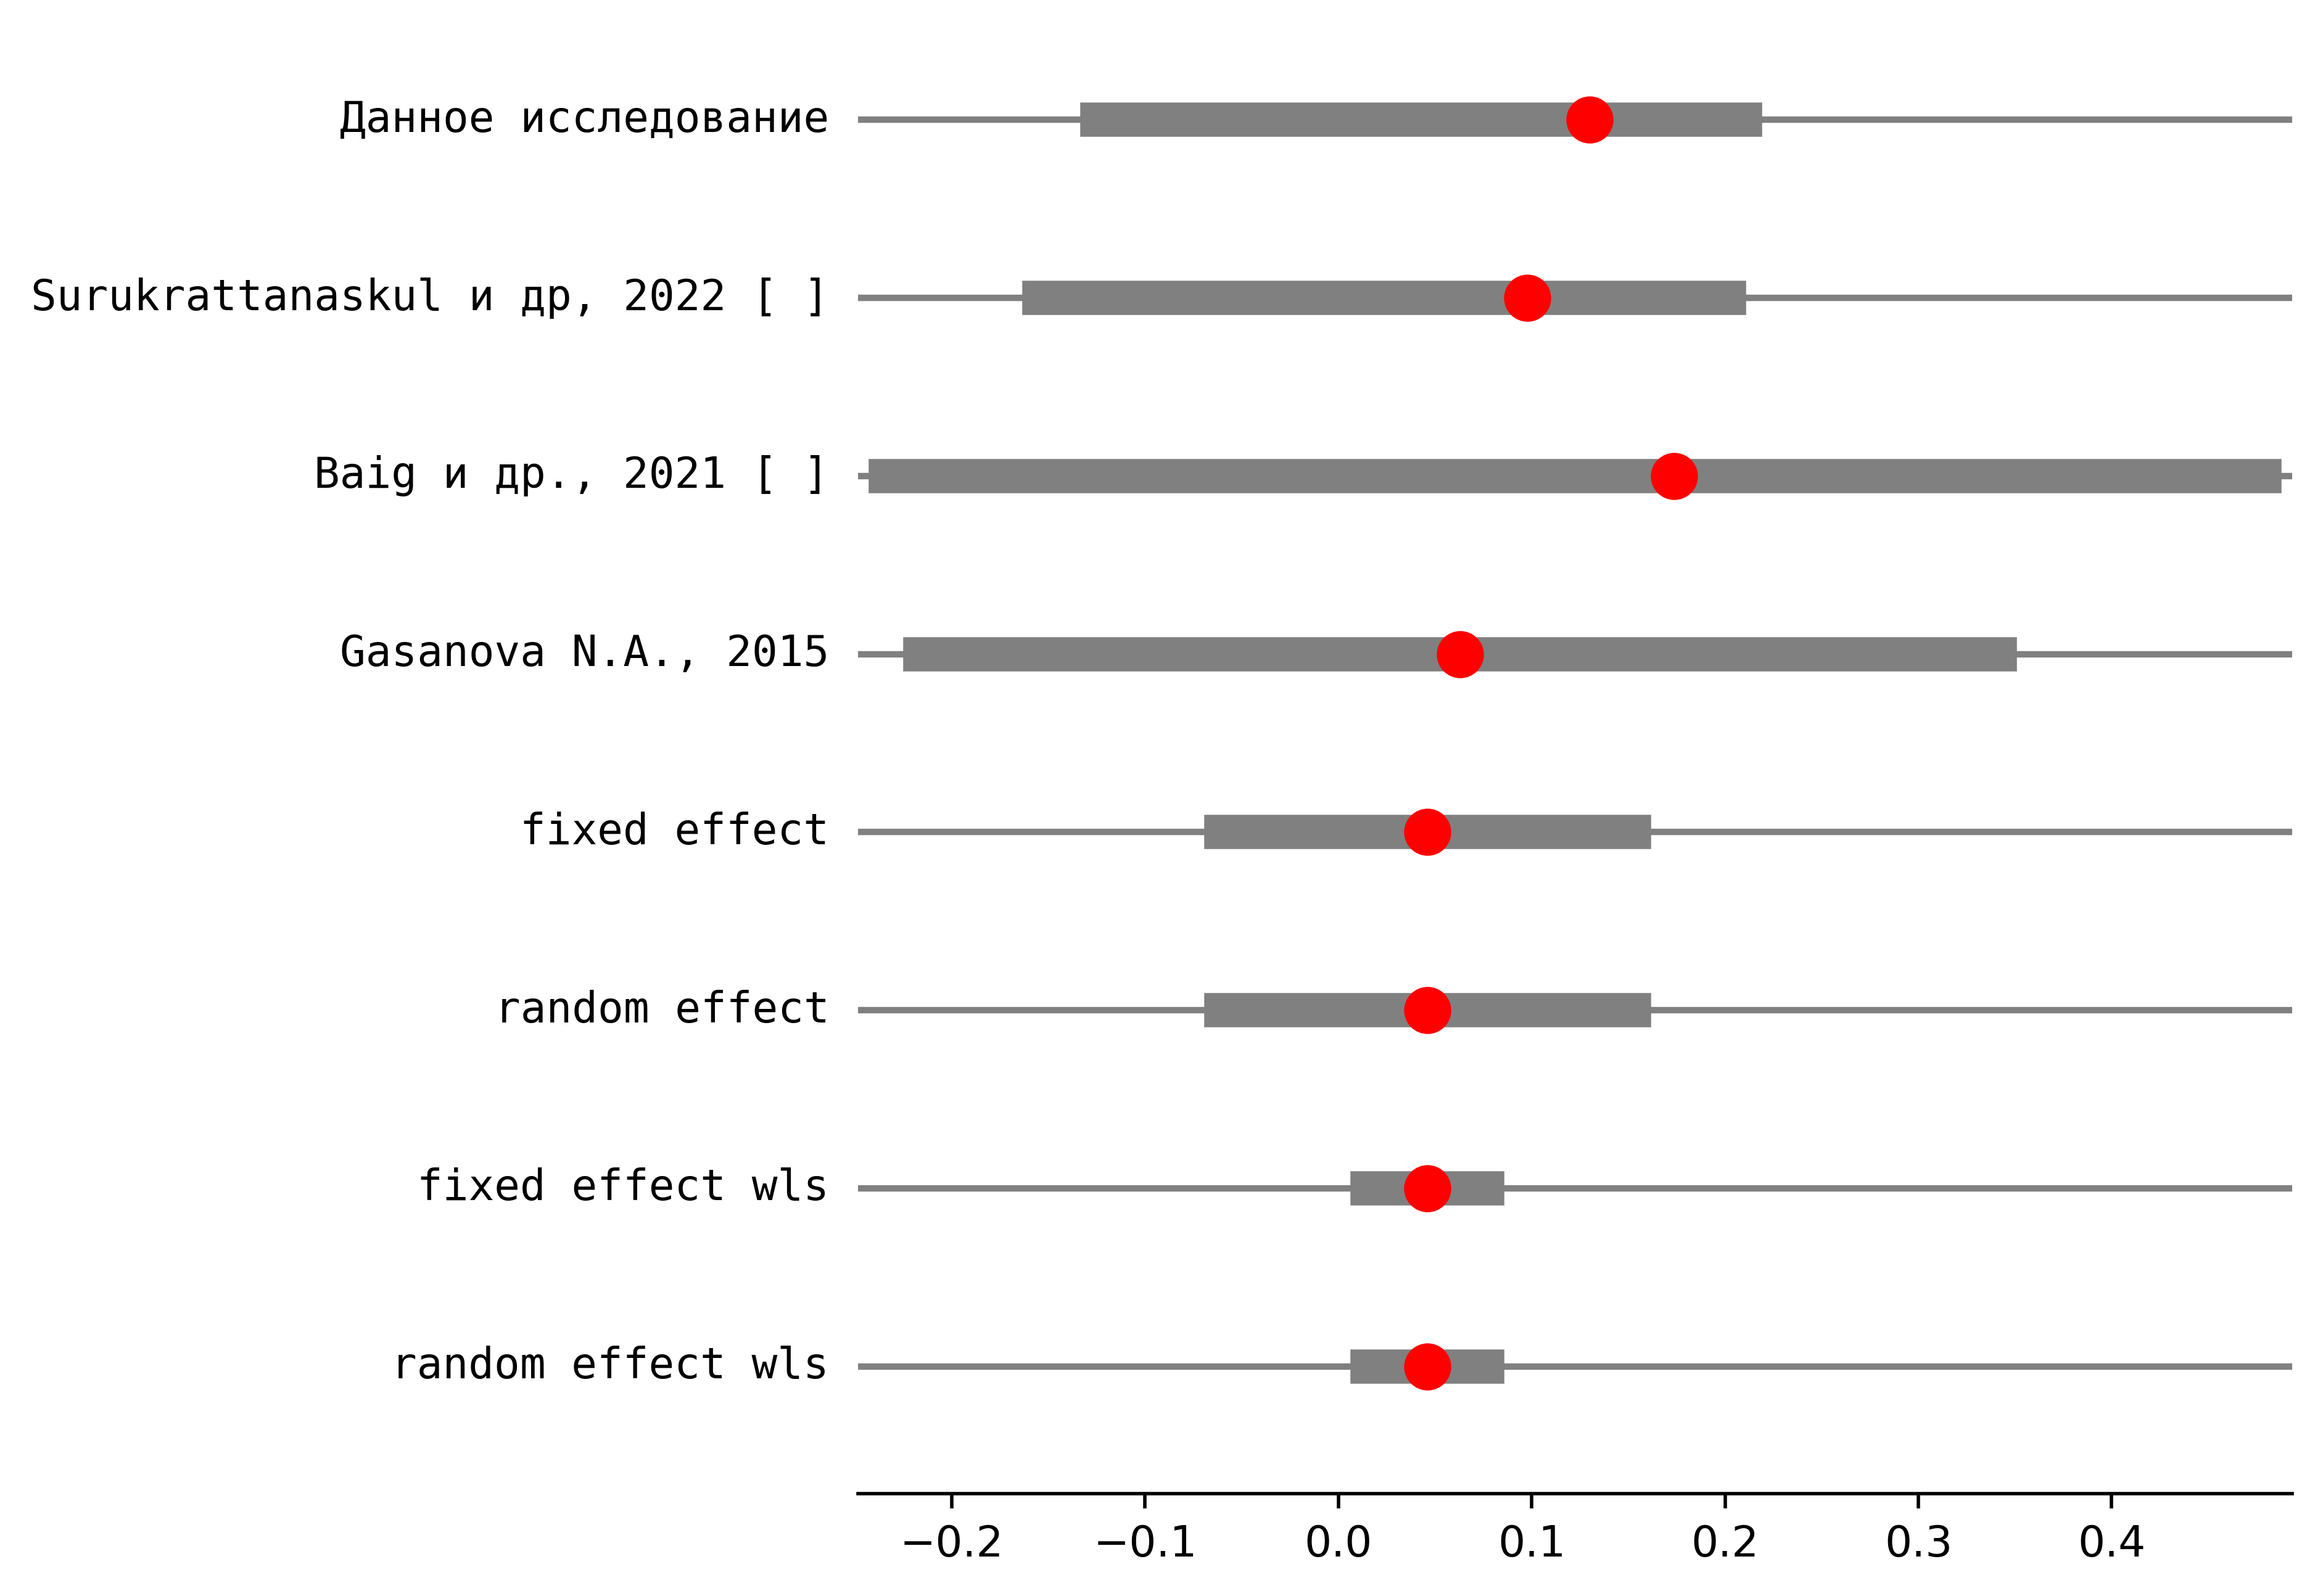 Данное исследование
Surukrattanaskul и др, 2022 [ ]
Baig и др., 2021 [ ]
Gasanova N.A., 2015
fixed effect
random effect
fixed effect wls
random effect wls
−0.2 −0.1 0.0 0.1 0.2 0.3 0.4